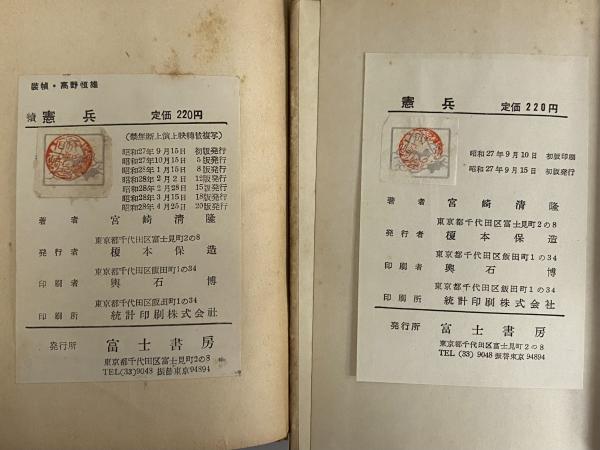 装幀・高野恒雄
續 憲兵 定価 220円
(禁無断上演上映轉載複写)
昭和27年9月15日 初版発行
昭和27年10月15日 5版発行
昭和28年1月15日 8版発行
昭和28年2月2日 12版発行
昭和28年2月28日 15版発行
昭和28年3月15日 18版発行
昭和28年4月25日 20版発行
著者 宮崎清隆
東京都千代田区富士見町2の8
発行者 榎本保造
東京都千代田区飯田町1の34
印刷者 輿石博
東京都千代田区飯田町1の34
印刷所 統計印刷株式会社
発行所 富士書房
東京都千代田区富士見町2の8
TEL(33)9048 振替東京94894
憲兵 定価220円
昭和27年9月10日 初版印刷
昭和27年9月15日 初版発行
著者 宮崎清隆
東京都千代田区富士見町2の8
発行者 榎本保造
東京都千代田区飯田町1の34
印刷者 輿石博
東京都千代田区飯田町1の34
印刷所 統計印刷株式会社
発行所 富士書房
東京都千代田区富士見町2の8
TEL(33)9048 振替東京94894